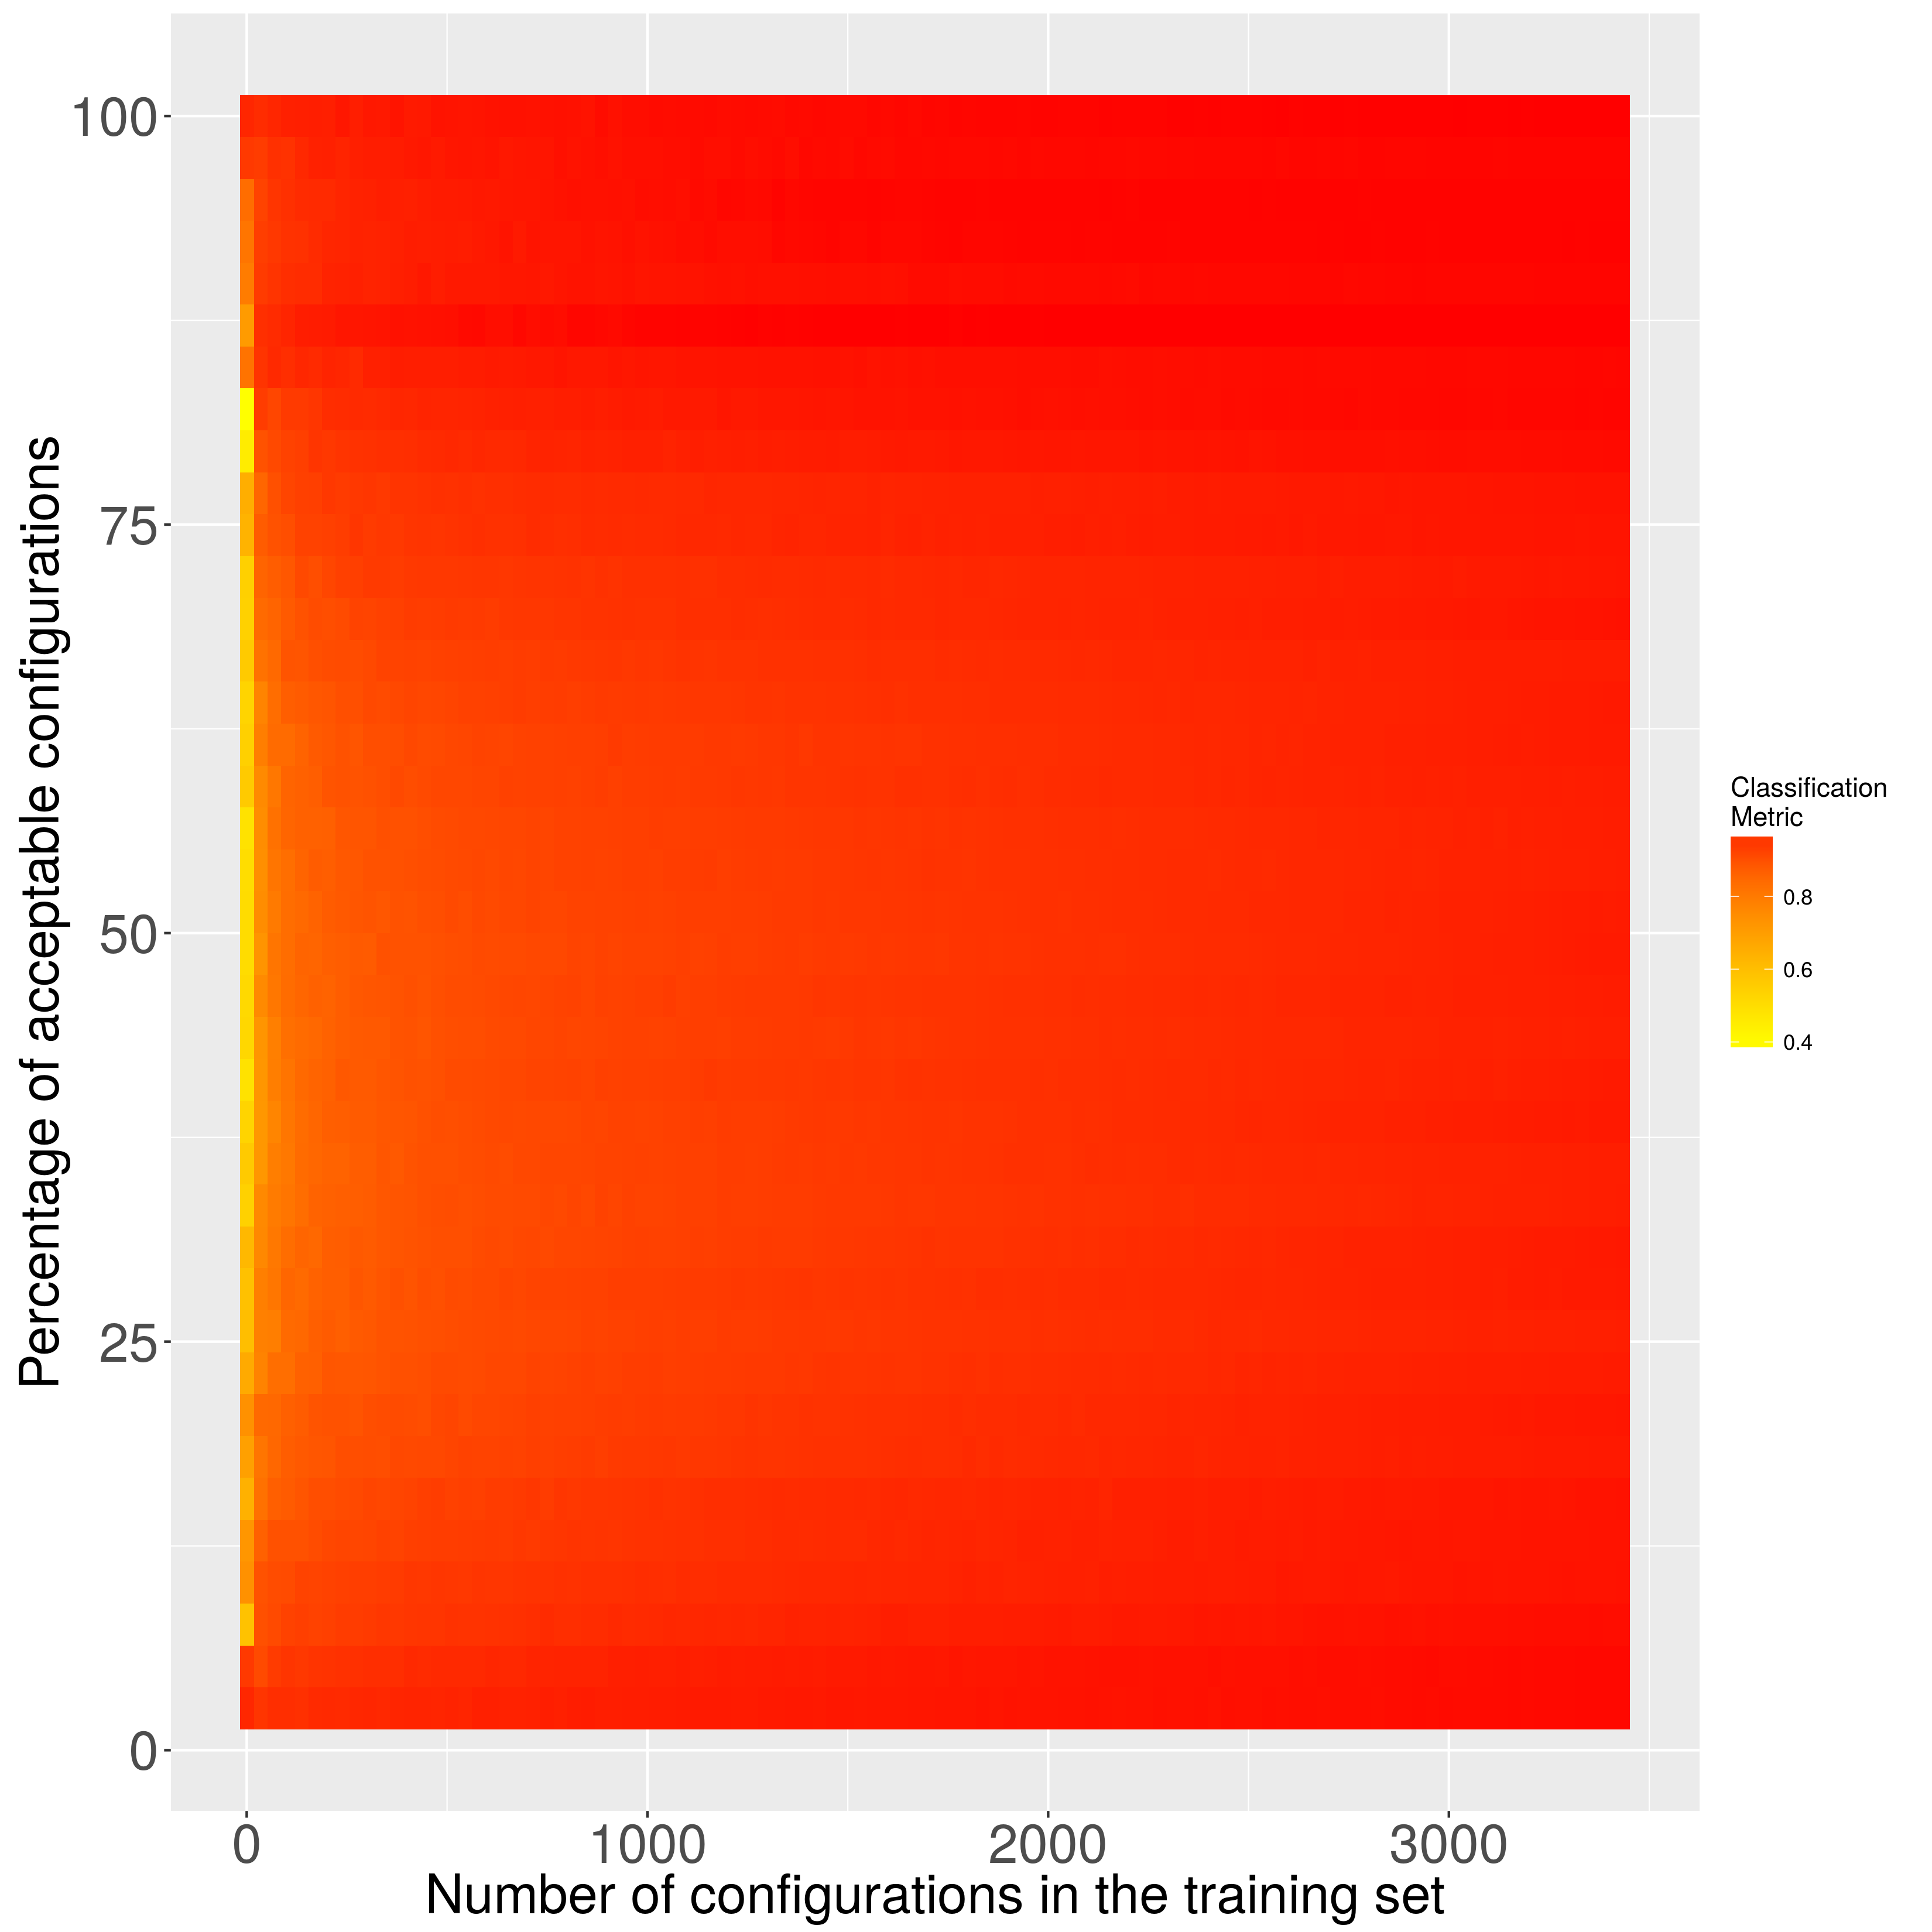 100
75
50
25
0
Percentage of acceptable configurations
0 1000 2000 3000
Number of configurations in the training set
Classification
Metric
0.8
0.6
0.4